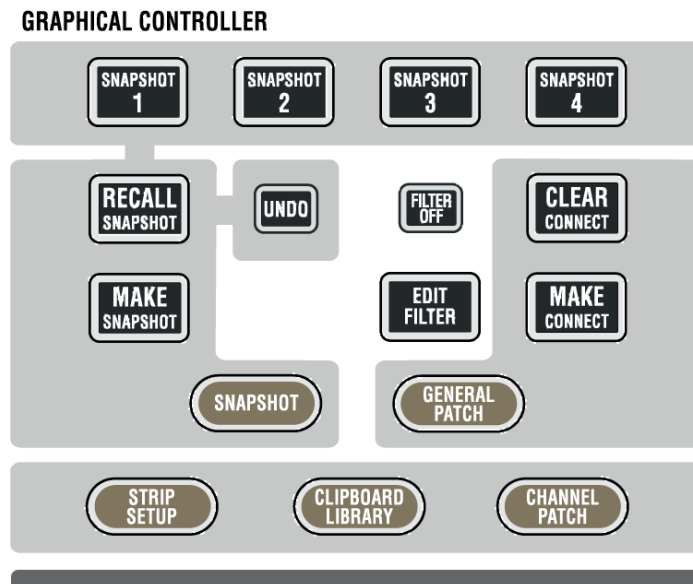 GRAPHICAL CONTROLLER
SNAPSHOT
1
SNAPSHOT
2
SNAPSHOT
3
SNAPSHOT
4
RECALL
SNAPSHOT
UNDO
FILTER
OFF
CLEAR
CONNECT
MAKE
SNAPSHOT
EDIT
FILTER
MAKE
CONNECT
SNAPSHOT
GENERAL
PATCH
STRIP
SETUP
CLIPBOARD
LIBRARY
CHANNEL
PATCH